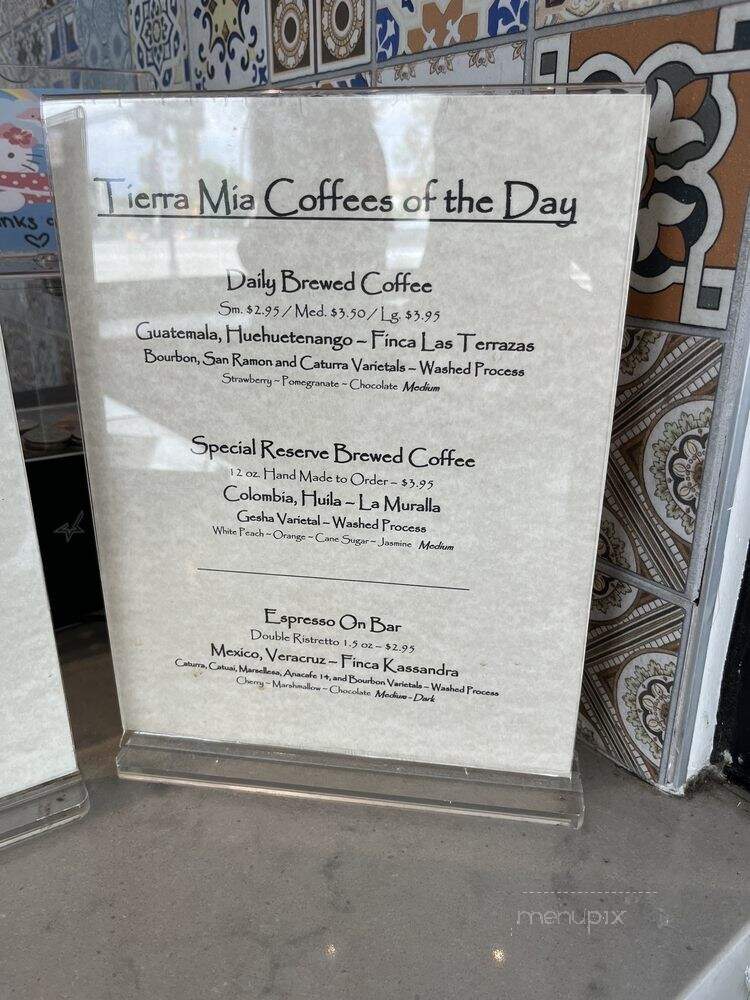 Tierra Mia Coffees of the Day
Daily Brewed Coffee
Sm. $2.95 / Med. $3.50 / Lg. $3.95
Guatemala, Huehuetenango – Finca Las Terrazas
Bourbon, San Ramon and Caturra Varietals – Washed Process
Strawberry ~ Pomegranate ~ Chocolate Medium
Special Reserve Brewed Coffee
12 oz. Hand Made to Order – $3.95
Colombia, Huila – La Muralla
Gesha Varietal – Washed Process
White Peach ~ Orange ~ Cane Sugar ~ Jasmine Medium
Espresso On Bar
Double Ristretto 1.5 oz – $2.95
Mexico, Veracruz – Finca Kassandra
Caturra, Catuai, Marsellesa, Anacafe 14, and Bourbon Varietals – Washed Process
Cherry ~ Marshmallow ~ Chocolate Medium - Dark
menupix